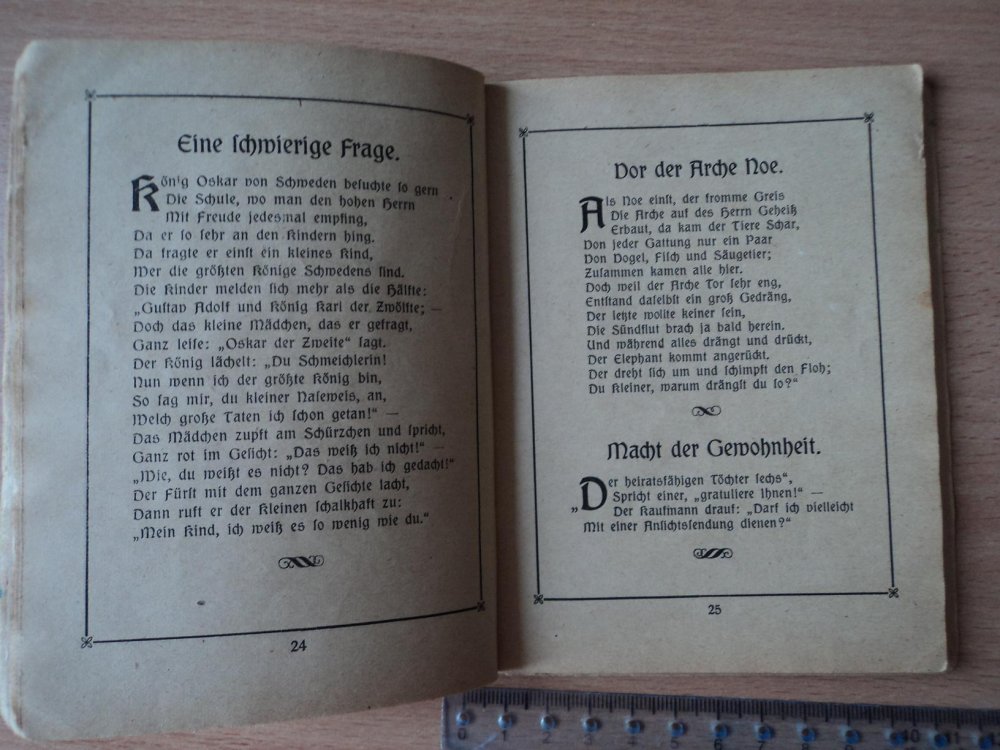 Eine ſchwierige Frage.
König Oskar von Schweden beſuchte ſo gern
Die Schule, wo man den hohen Herrn
Mit Freude jedesmal empfing,
Da er ſo ſehr an den Kindern hing.
Da fragte er einſt ein kleines Kind,
Wer die größten Könige Schwedens ſind.
Die Kinder melden ſich mehr als die Hälfte:
„Guſtav Adolf und König Karl der Zwölfte; —
Doch das kleine Mädchen, das er gefragt,
Ganz leiſe: „Oskar der Zweite“ ſagt.
Der König lächelt: „Du Schmeichlerin!
Nun wenn ich der größte König bin,
So ſag mir, du kleiner Naſeweis, an,
Welch große Taten ich ſchon getan!“ —
Das Mädchen zupft am Schürzchen und ſpricht,
Ganz rot im Geſicht: „Das weiß ich nicht!“ —
„Wie, du weißt es nicht? Das hab ich gedacht!“
Der Fürſt mit dem ganzen Geſichte lacht,
Dann ruft er der Kleinen ſchalkhaft zu:
„Mein Kind, ich weiß es ſo wenig wie du.“
24
Vor der Arche Noe.
Als Noe einſt, der fromme Greis
Die Arche auf des Herrn Geheiß
Erbaut, da kam der Tiere Schar,
Von jeder Gattung nur ein Paar
Von Vogel, Fiſch und Säugetier;
Zuſammen kamen alle hier.
Doch weil der Arche Tor ſehr eng,
Entſtand daſelbſt ein groß Gedräng,
Der letzte wollte keiner ſein,
Die Sündflut brach ja bald herein.
Und während alles drängt und drückt,
Der Elephant kommt angerückt.
Der dreht ſich um und ſchimpft den Floh;
Du Kleiner, warum drängſt du ſo?“
Macht der Gewohnheit.
„Der heiratsfähigen Töchter ſechs“,
Spricht einer, „gratuliere Ihnen!“ —
Der Kaufmann drauf: „Darf ich vielleicht
Mit einer Anſichtsſendung dienen?“
25
0 1 2 3 4 5 6 7 8 9 10 11